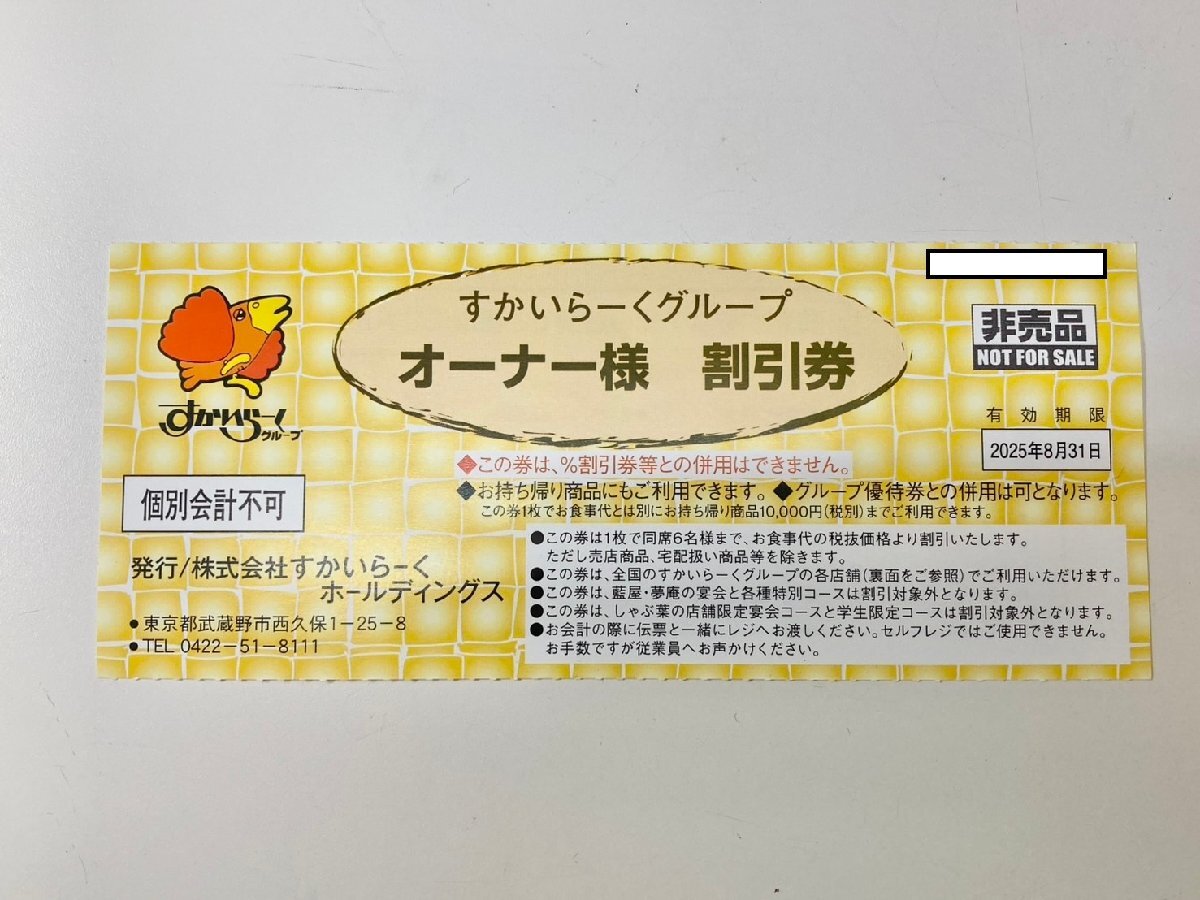 すかいらーくグループ
オーナー様 割引券
非売品
NOT FOR SALE
有効期限
2025年8月31日
すかいらーく
グループ
個別会計不可
発行/株式会社すかいらーく
ホールディングス
●東京都武蔵野市西久保1-25-8
●TEL 0422-51-8111
◆この券は、%割引券等との併用はできません。
◆お持ち帰り商品にもご利用できます。◆グループ優待券との併用は可となります。
この券1枚でお食事代とは別にお持ち帰り商品10,000円(税別)までご利用できます。
●この券は1枚で同席6名様まで、お食事代の税抜価格より割引いたします。
ただし売店商品、宅配扱い商品等を除きます。
●この券は、全国のすかいらーくグループの各店舗(裏面をご参照)でご利用いただけます。
●この券は、藍屋・夢庵の宴会と各種特別コースは割引対象外となります。
●この券は、しゃぶ葉の店舗限定宴会コースと学生限定コースは割引対象外となります。
●お会計の際に伝票と一緒にレジへお渡しください。セルフレジではご使用できません。
お手数ですが従業員へお声かけください。